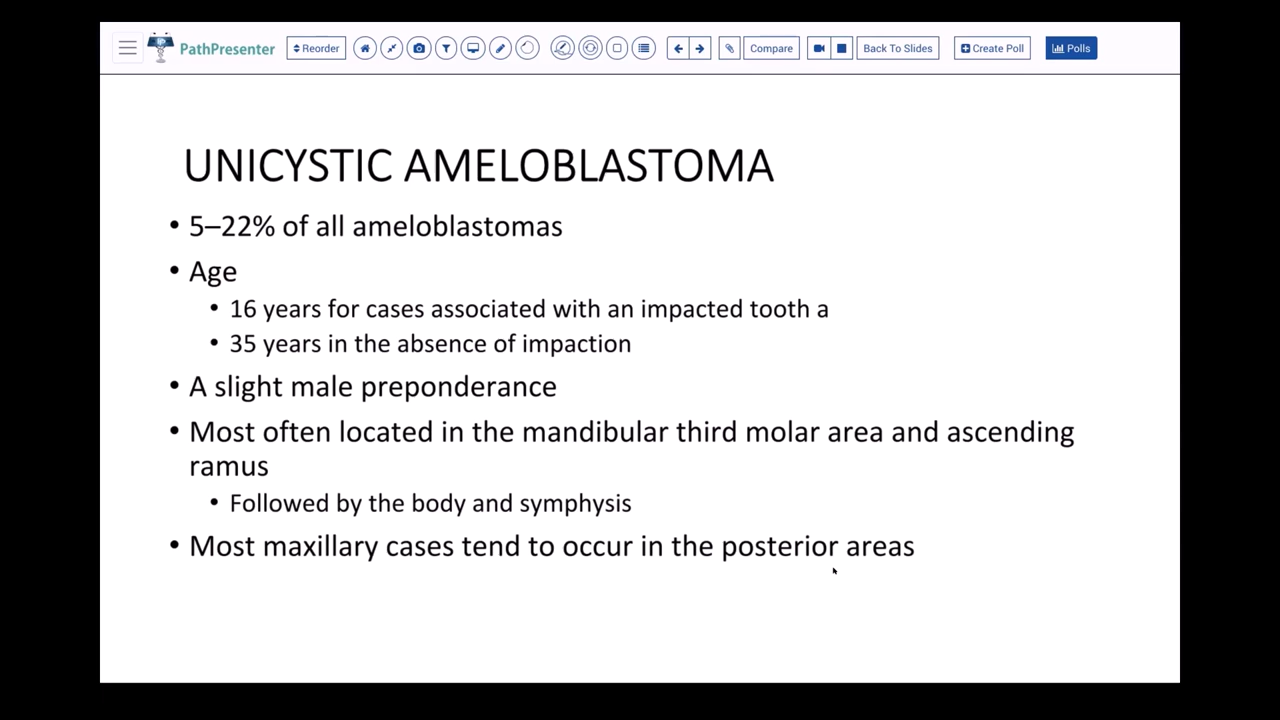 PathPresenter Reorder Compare Back To Slides Create Poll Polls
UNICYSTIC AMELOBLASTOMA
• 5–22% of all ameloblastomas
• Age
• 16 years for cases associated with an impacted tooth a
• 35 years in the absence of impaction
• A slight male preponderance
• Most often located in the mandibular third molar area and ascending
ramus
• Followed by the body and symphysis
• Most maxillary cases tend to occur in the posterior areas